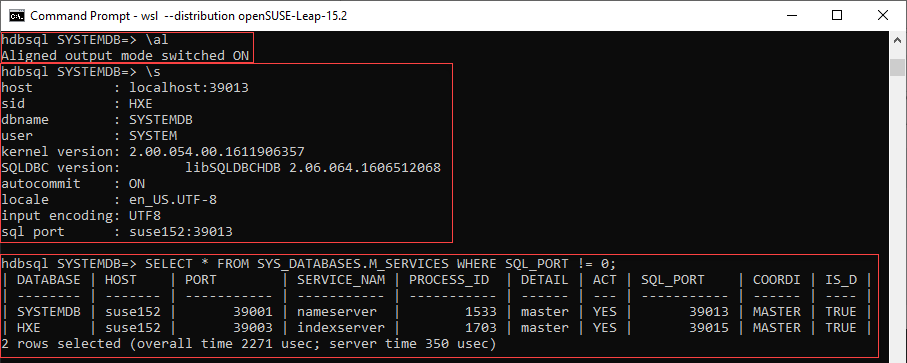 Command Prompt - wsl --distribution openSUSE-Leap-15.2
hdbsql SYSTEMDB=> \al
Aligned output mode switched ON
hdbsql SYSTEMDB=> \s
host          : localhost:39013
sid           : HXE
dbname        : SYSTEMDB
user          : SYSTEM
kernel version: 2.00.054.00.1611906357
SQLDBC version:        libSQLDBCHDB 2.06.064.1606512068
autocommit    : ON
locale        : en_US.UTF-8
input encoding: UTF8
sql port      : suse152:39013
hdbsql SYSTEMDB=> SELECT * FROM SYS_DATABASES.M_SERVICES WHERE SQL_PORT != 0;
| DATABASE | HOST    | PORT        | SERVICE_NAM | PROCESS_ID  | DETAIL | ACT | SQL_PORT    | COORDI | IS_D |
| -------- | ------- | ----------- | ----------- | ----------- | ------ | --- | ----------- | ------ | ---- |
| SYSTEMDB | suse152 |       39001 | nameserver  |        1533 | master | YES |       39013 | MASTER | TRUE |
| HXE      | suse152 |       39003 | indexserver |        1703 | master | YES |       39015 | MASTER | TRUE |
2 rows selected (overall time 2271 usec; server time 350 usec)